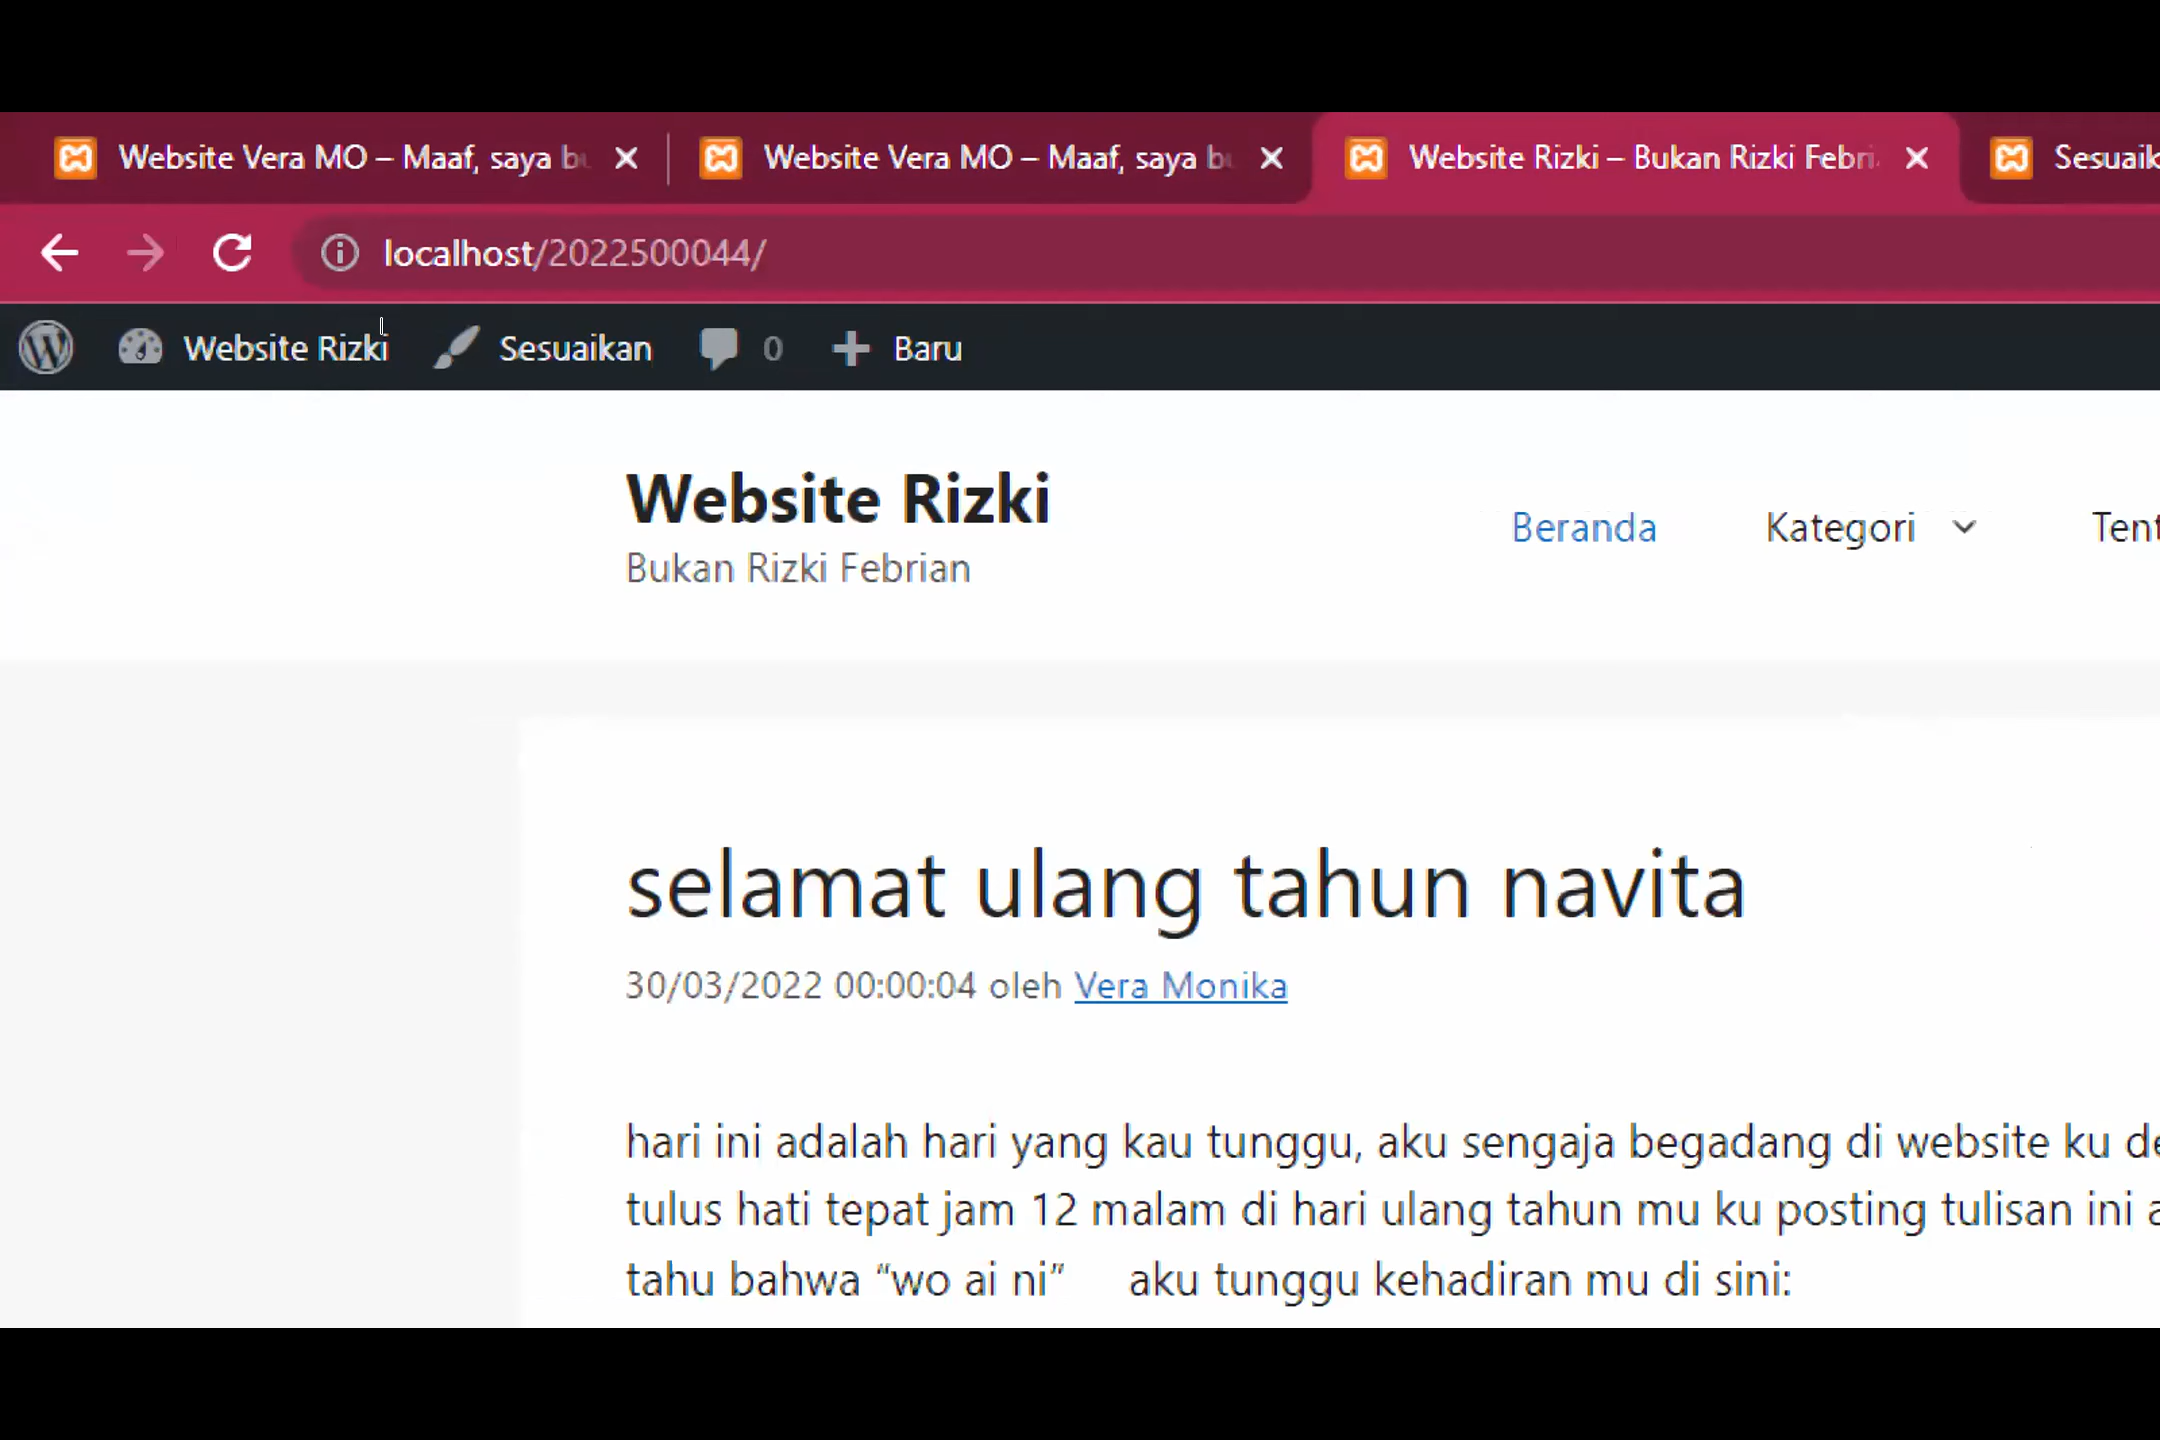 Website Vera MO – Maaf, saya
Website Vera MO – Maaf, saya
Website Rizki – Bukan Rizki Febri
Sesuaik
localhost/2022500044/
Website Rizki Sesuaikan 0 Baru
Website Rizki
Bukan Rizki Febrian
Beranda Kategori Tent
selamat ulang tahun navita
30/03/2022 00:00:04 oleh Vera Monika
hari ini adalah hari yang kau tunggu, aku sengaja begadang di website ku de
tulus hati tepat jam 12 malam di hari ulang tahun mu ku posting tulisan ini a
tahu bahwa “wo ai ni” aku tunggu kehadiran mu di sini: